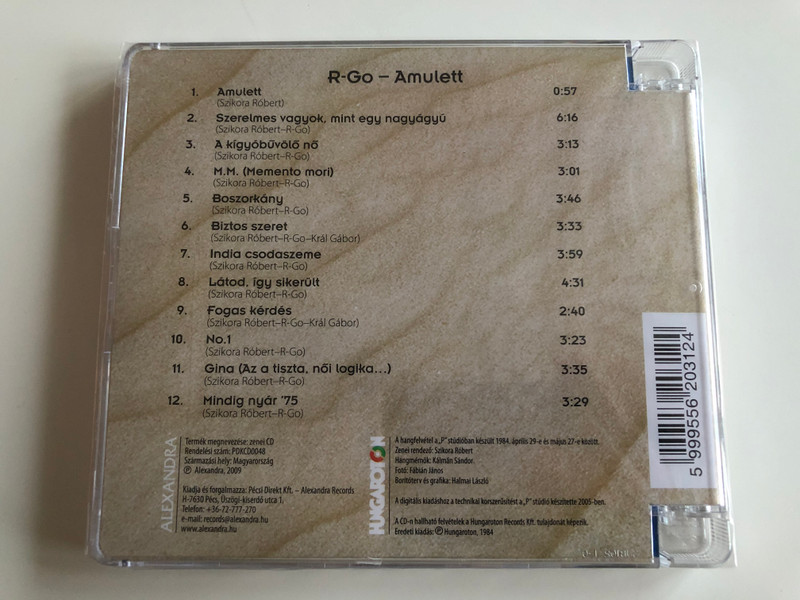 R-Go – Amulett
1. Amulett 0:57
(Szikora Róbert)
2. Szerelmes vagyok, mint egy nagyágyú 6:16
(Szikora Róbert–R-Go)
3. A kígyóbűvölő nő 3:13
(Szikora Róbert–R-Go)
4. M.M. (Memento mori) 3:01
(Szikora Róbert–R-Go)
5. Boszorkány 3:46
(Szikora Róbert–R-Go)
6. Biztos szeret 3:33
(Szikora Róbert–R-Go–Král Gábor)
7. India csodaszeme 3:59
(Szikora Róbert–R-Go)
8. Látod, így sikerült 4:31
(Szikora Róbert–R-Go)
9. Fogas kérdés 2:40
(Szikora Róbert–R-Go–Král Gábor)
10. No.1 3:23
(Szikora Róbert–R-Go)
11. Gina (Az a tiszta, női logika...) 3:35
(Szikora Róbert–R-Go)
12. Mindig nyár '75 3:29
(Szikora Róbert–R-Go)
ALEXANDRA
Termék megnevezése: zenei CD
Rendelési szám: POXCD0048
Származási hely: Magyarország
Ⓟ Alexandra, 2009
Kiadja és forgalmazza: Pécsi Direkt Kft. – Alexandra Records
H-7630 Pécs, Üszögi-kiserdő utca 1.
Telefon: +36-72-777-270
e-mail: records@alexandra.hu
www.alexandra.hu
HUNGAROTON
A hangfelvétel a „P” stúdióban készült 1984. április 29-e és május 27-e között.
Zenei rendező: Szikora Róbert
Hangmérnök: Kálmán Sándor.
Fotó: Fábián János
Borítóterv és grafika: Halmai László
A digitális kiadáshoz a technikai korszerűsítést a „P” stúdió készítette 2005-ben.
A CD-n hallható felvételek a Hungaroton Records Kft. tulajdonát képezik.
Eredeti kiadás: Ⓟ Hungaroton, 1984
5 999556 203124